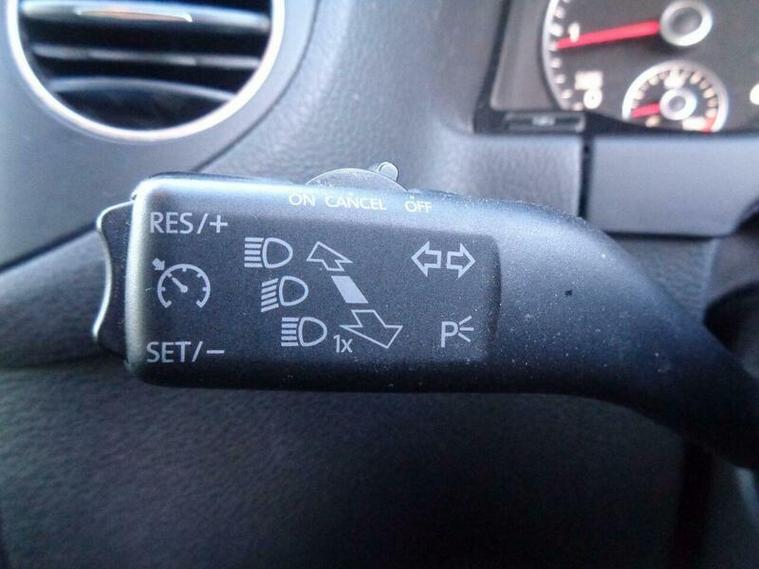 ON CANCEL OFF
RES/+
SET/-
1x
P